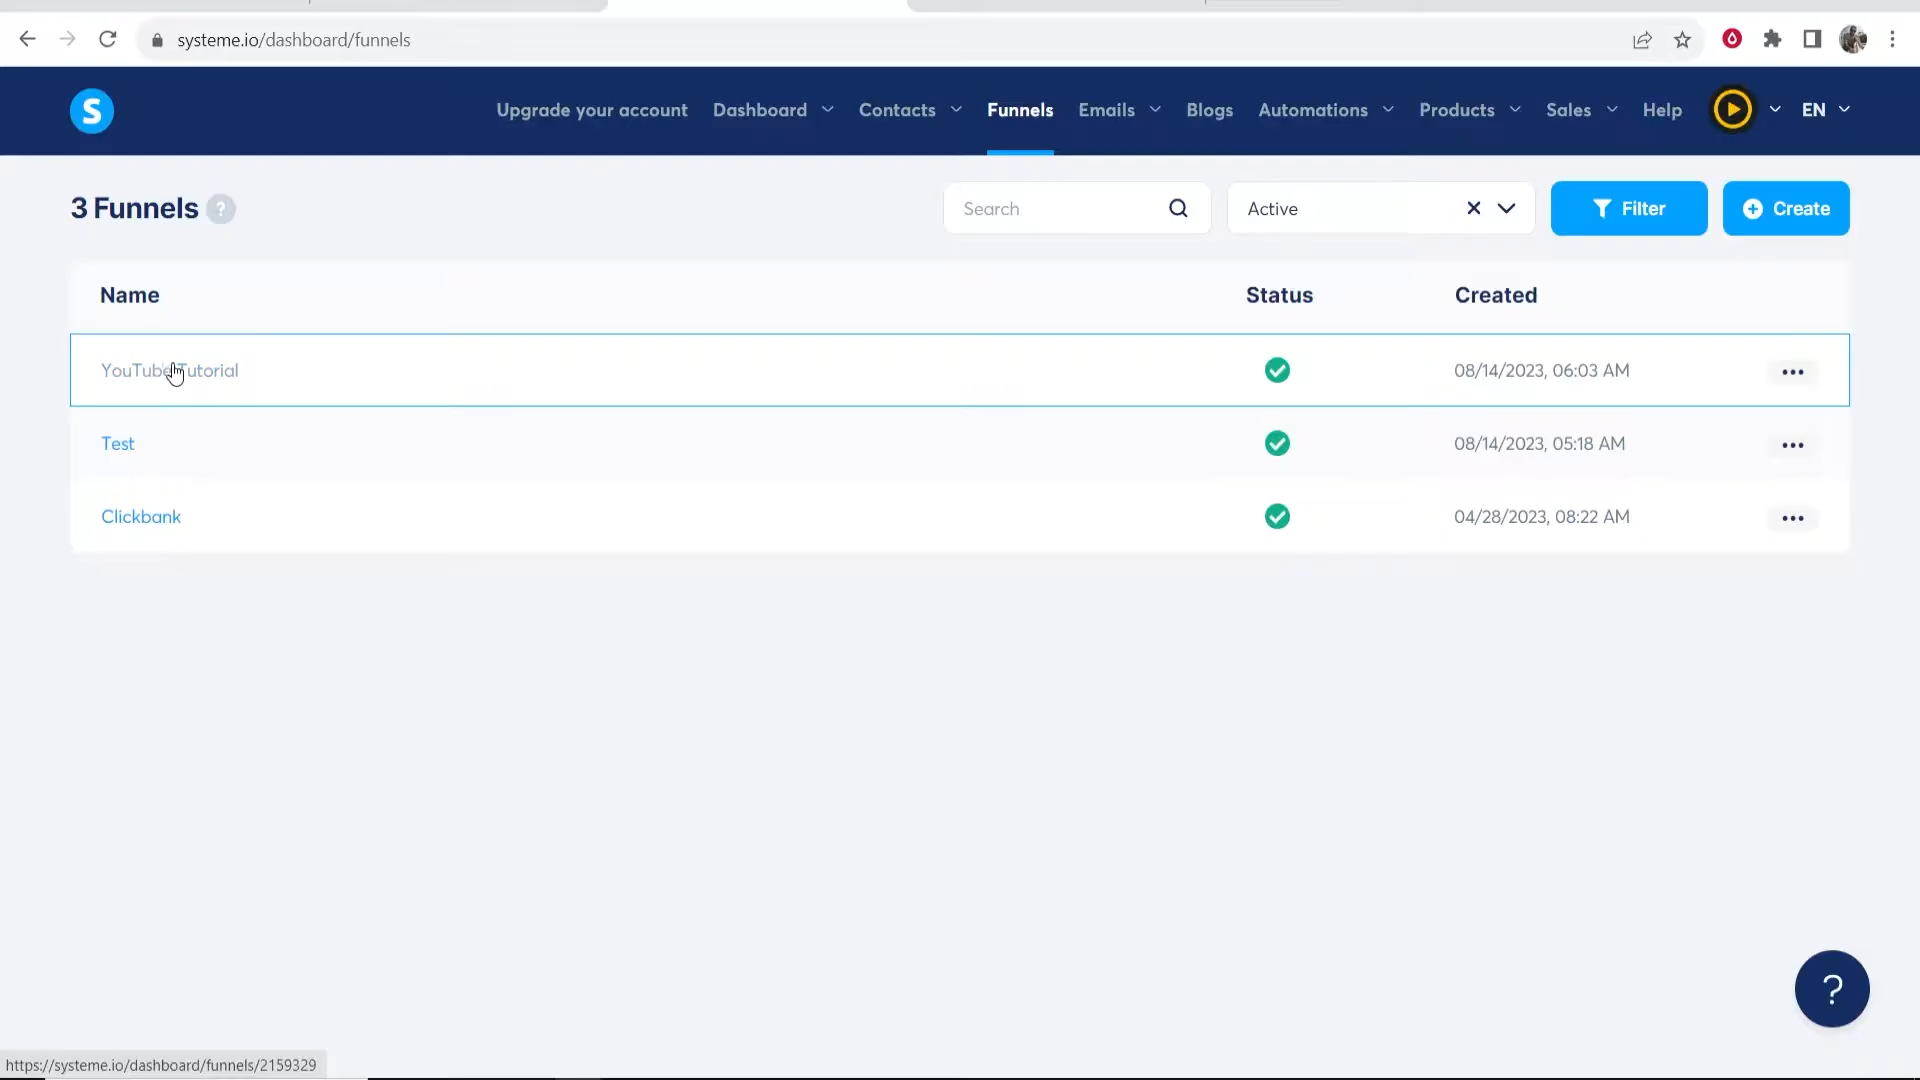 systeme.io/dashboard/funnels
S
Upgrade your account Dashboard Contacts Funnels Emails Blogs Automations Products Sales Help EN
3 Funnels ? Search Active Filter Create
Name Status Created
YouTube Tutorial 08/14/2023, 06:03 AM
Test 08/14/2023, 05:18 AM
Clickbank 04/28/2023, 08:22 AM
?
https://systeme.io/dashboard/funnels/2159329